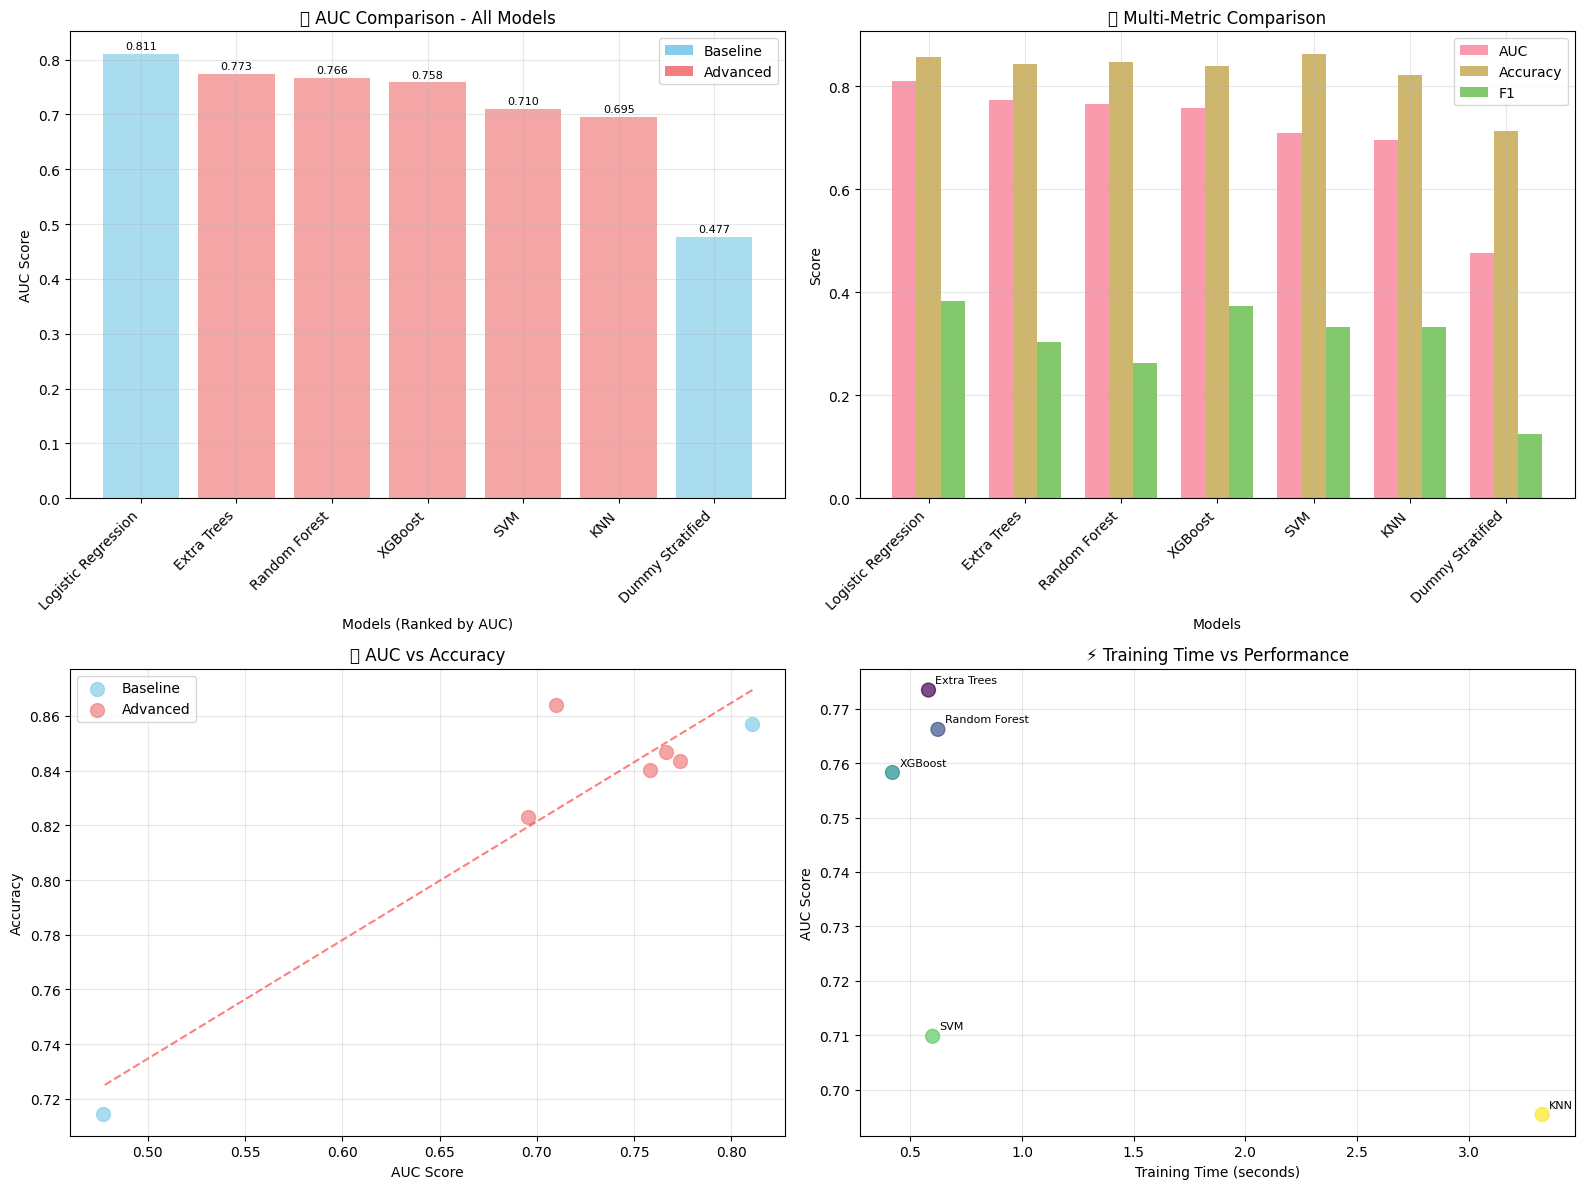 AUC Comparison - All Models
0.811
0.773
0.766
0.758
0.710
0.695
0.477
Baseline
Advanced
AUC Score
0.8
0.7
0.6
0.5
0.4
0.3
0.2
0.1
0.0
Logistic Regression
Extra Trees
Random Forest
XGBoost
SVM
KNN
Dummy Stratified
Models (Ranked by AUC)
Multi-Metric Comparison
AUC
Accuracy
F1
Score
0.8
0.6
0.4
0.2
0.0
Logistic Regression
Extra Trees
Random Forest
XGBoost
SVM
KNN
Dummy Stratified
Models
AUC vs Accuracy
Baseline
Advanced
Accuracy
0.86
0.84
0.82
0.80
0.78
0.76
0.74
0.72
0.50
0.55
0.60
0.65
0.70
0.75
0.80
AUC Score
⚡ Training Time vs Performance
Extra Trees
Random Forest
XGBoost
SVM
KNN
AUC Score
0.77
0.76
0.75
0.74
0.73
0.72
0.71
0.70
0.5
1.0
1.5
2.0
2.5
3.0
Training Time (seconds)